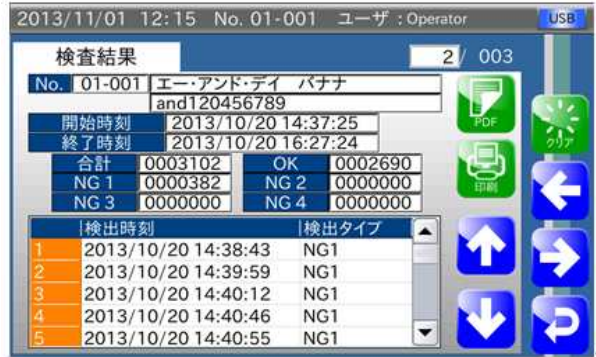 2013/11/01 12:15 No. 01-001 ユーザ : Operator USB
検査結果 2/ 003
No. 01-001 エー・アンド・デイ バナナ
and120456789
開始時刻 2013/10/20 14:37:25
終了時刻 2013/10/20 16:27:24
合計 0003102 OK 0002690
NG 1 0000382 NG 2 0000000
NG 3 0000000 NG 4 0000000
PDF
印刷
クリア
検出時刻 検出タイプ
1 2013/10/20 14:38:43 NG1
2 2013/10/20 14:39:59 NG1
3 2013/10/20 14:40:12 NG1
4 2013/10/20 14:40:46 NG1
5 2013/10/20 14:40:55 NG1